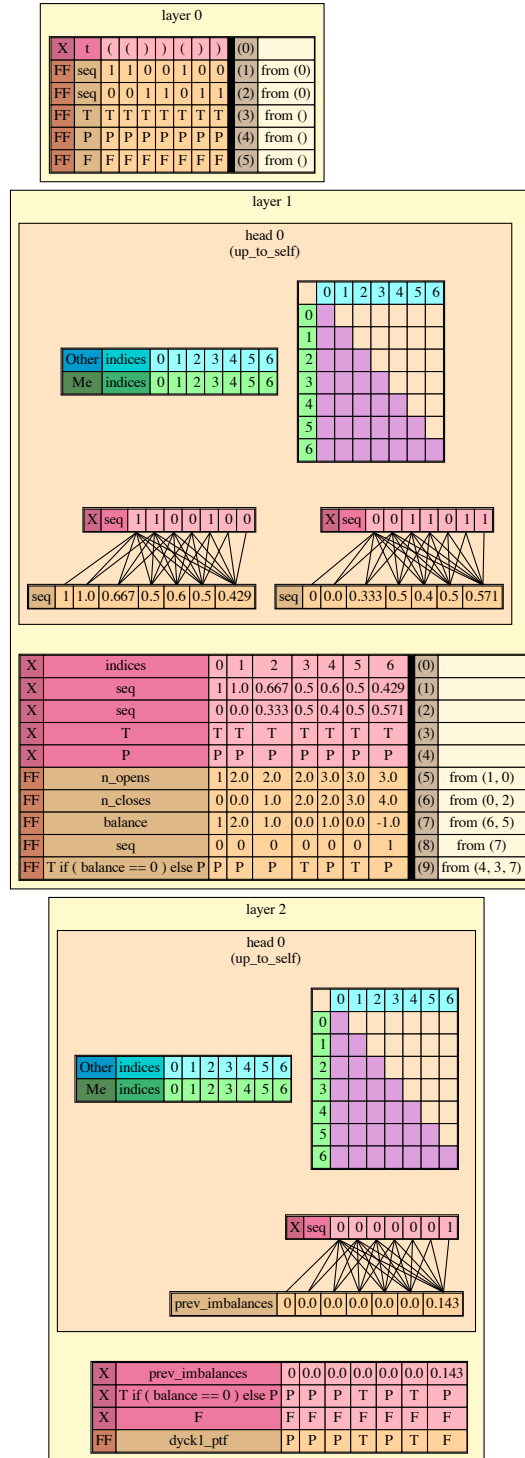 layer 0
X t ( ( ) ) ( ) ) (0)
FF seq 1 1 0 0 1 0 0 (1) from (0)
FF seq 0 0 1 1 0 1 1 (2) from (0)
FF T T T T T T T T (3) from ()
FF P P P P P P P P (4) from ()
FF F F F F F F F F (5) from ()
layer 1
head 0
(up_to_self)
0 1 2 3 4 5 6
0
1
2
3
4
5
6
Other indices 0 1 2 3 4 5 6
Me indices 0 1 2 3 4 5 6
X seq 1 1 0 0 1 0 0
X seq 0 0 1 1 0 1 1
seq 1 1.0 0.667 0.5 0.6 0.5 0.429
seq 0 0.0 0.333 0.5 0.4 0.5 0.571
X indices 0 1 2 3 4 5 6 (0)
X seq 1 1.0 0.667 0.5 0.6 0.5 0.429 (1)
X seq 0 0.0 0.333 0.5 0.4 0.5 0.571 (2)
X T T T T T T T T (3)
X P P P P P P P P (4)
FF n_opens 1 2.0 2.0 2.0 3.0 3.0 3.0 (5) from (1, 0)
FF n_closes 0 0.0 1.0 2.0 2.0 3.0 4.0 (6) from (0, 2)
FF balance 1 2.0 1.0 0.0 1.0 0.0 -1.0 (7) from (6, 5)
FF seq 0 0 0 0 0 0 1 (8) from (7)
FF T if ( balance == 0 ) else P P P P T P T P (9) from (4, 3, 7)
layer 2
head 0
(up_to_self)
0 1 2 3 4 5 6
0
1
2
3
4
5
6
Other indices 0 1 2 3 4 5 6
Me indices 0 1 2 3 4 5 6
X seq 0 0 0 0 0 0 1
prev_imbalances 0 0.0 0.0 0.0 0.0 0.0 0.143
X prev_imbalances 0 0.0 0.0 0.0 0.0 0.0 0.143
X T if ( balance == 0 ) else P P P P T P T P
X F F F F F F F F
FF dyck1_ptf P P P T P T F